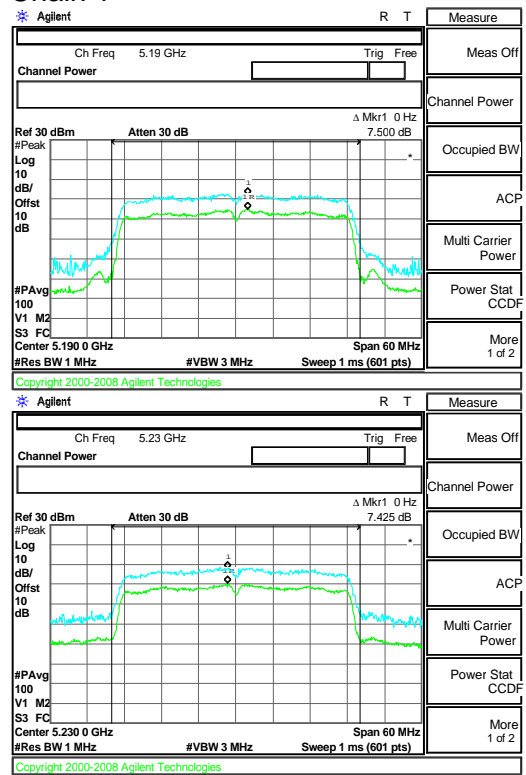 Agilent R T Measure
Ch Freq 5.19 GHz Trig Free Meas Off
Channel Power
Channel Power
Δ Mkr1 0 Hz
Ref 30 dBm Atten 30 dB 7.500 dB
#Peak
Log
10
dB/
Offst
10
dB
1
1R
*
Occupied BW
ACP
Multi Carrier
Power
#PAvg
100
V1 M2
S3 FC
Power Stat
CCDF
Center 5.190 0 GHz Span 60 MHz
#Res BW 1 MHz #VBW 3 MHz Sweep 1 ms (601 pts)
More
1 of 2
Copyright 2000-2008 Agilent Technologies
Agilent R T Measure
Ch Freq 5.23 GHz Trig Free Meas Off
Channel Power
Channel Power
Δ Mkr1 0 Hz
Ref 30 dBm Atten 30 dB 7.425 dB
#Peak
Log
10
dB/
Offst
10
dB
1
1R
*
Occupied BW
ACP
Multi Carrier
Power
#PAvg
100
V1 M2
S3 FC
Power Stat
CCDF
Center 5.230 0 GHz Span 60 MHz
#Res BW 1 MHz #VBW 3 MHz Sweep 1 ms (601 pts)
More
1 of 2
Copyright 2000-2008 Agilent Technologies